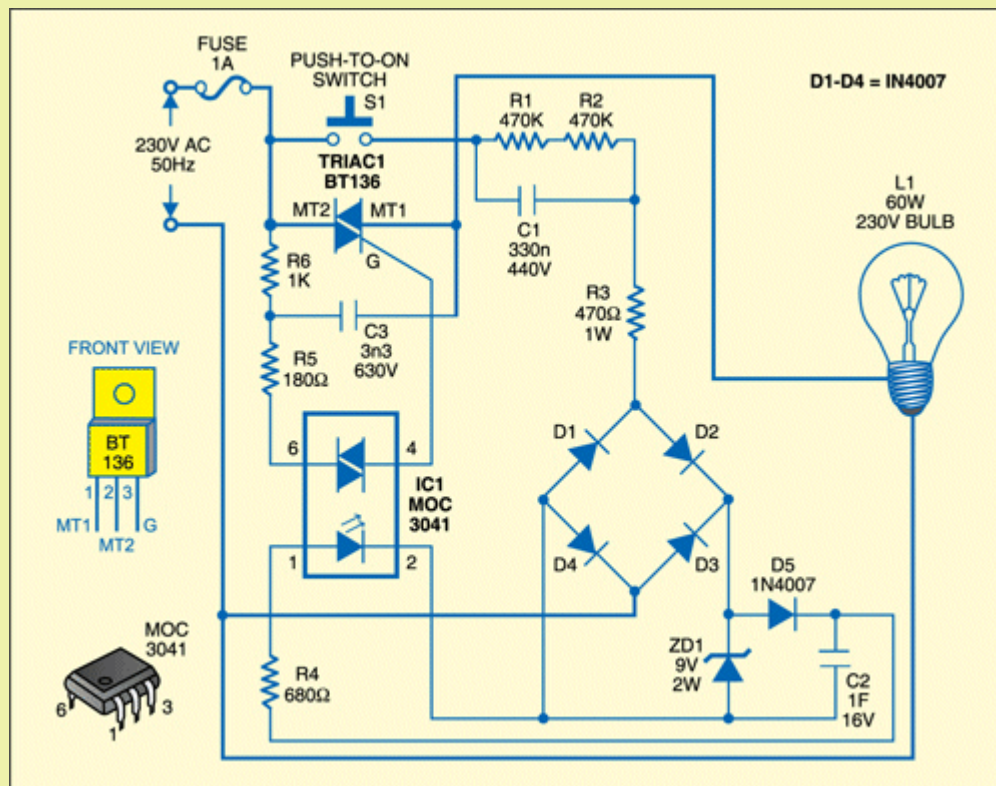 FUSE
1A
PUSH-TO-ON
SWITCH
S1
D1-D4 = IN4007
R1
470K
R2
470K
230V AC
50Hz
TRIAC1
BT136
MT2
MT1
G
C1
330n
440V
L1
60W
230V BULB
R6
1K
R3
470Ω
1W
C3
3n3
630V
FRONT VIEW
R5
180Ω
BT
136
1 2 3
MT1
G
MT2
6
4
IC1
MOC
3041
1
2
D1
D2
D4
D3
D5
1N4007
MOC
3041
6
3
1
R4
680Ω
ZD1
9V
2W
C2
1F
16V